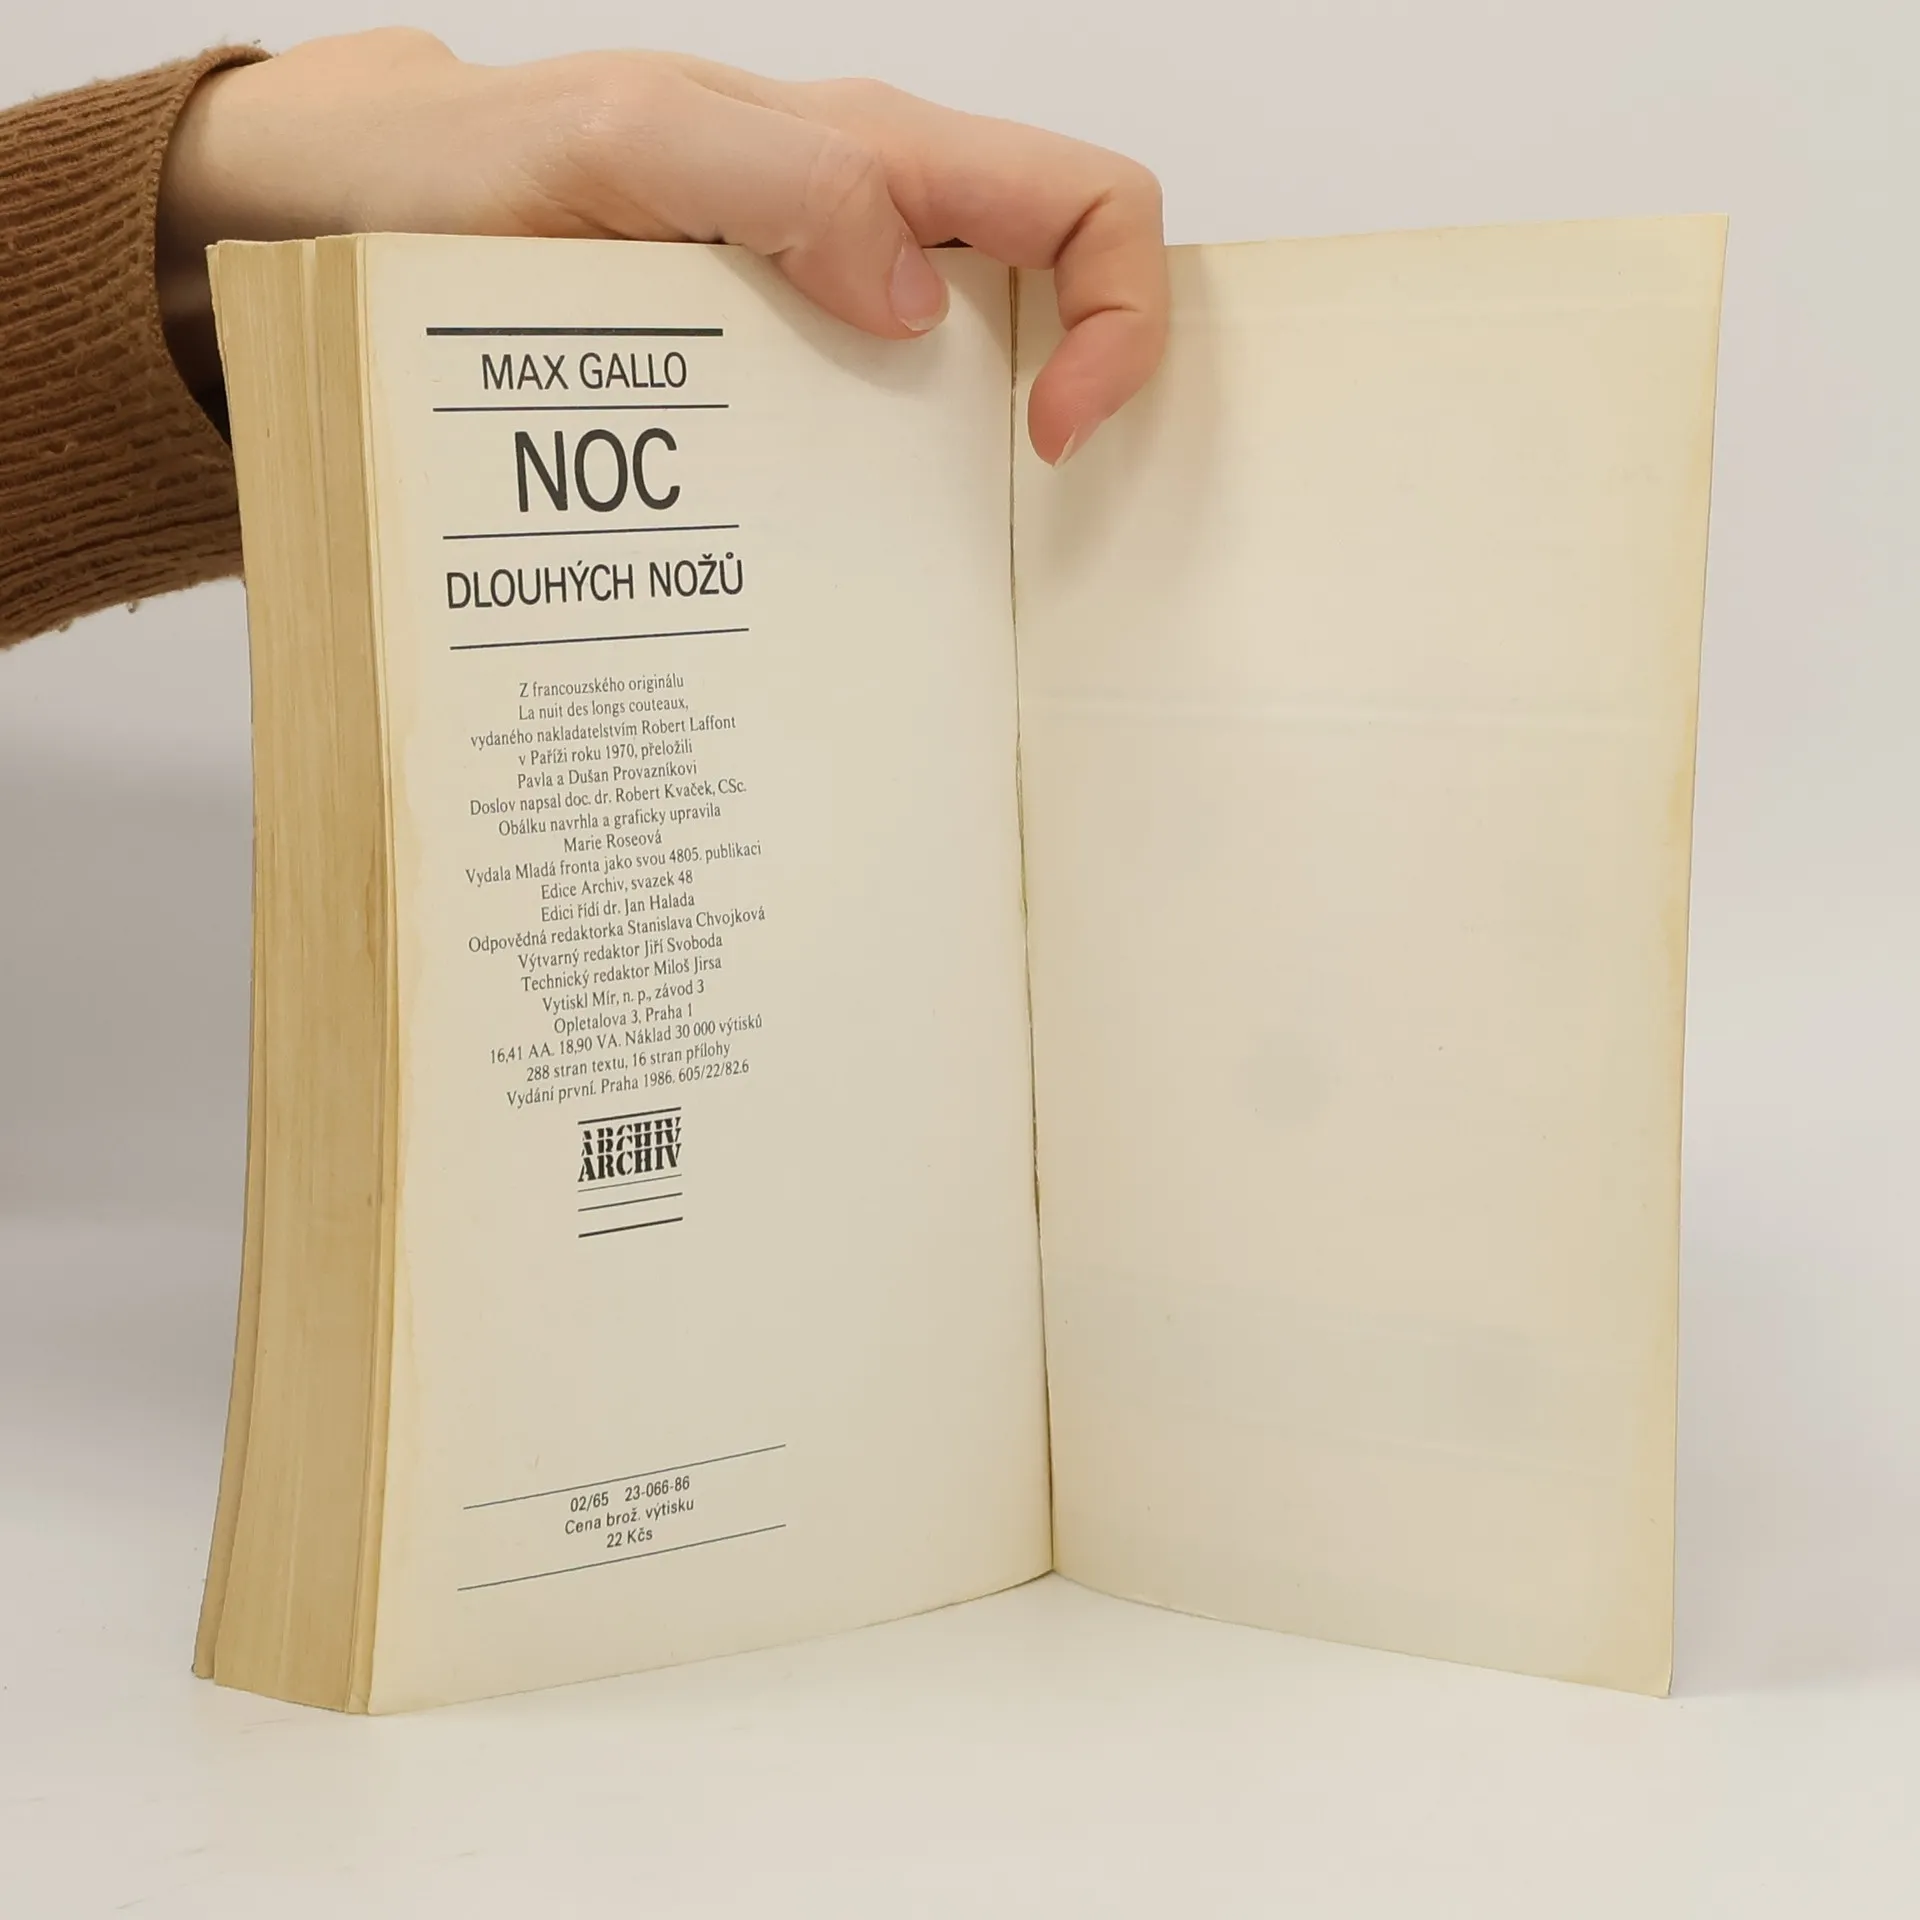 MAX GALLO
NOC
DLOUHÝCH NOŽŮ
Z francouzského originálu
La nuit des longs couteaux,
vydaného nakladatelstvím Robert Laffont
v Paříži roku 1970, přeložili
Pavla a Dušan Provazníkovi
Doslov napsal doc. dr. Robert Kvaček, CSc.
Obálku navrhla a graficky upravila
Marie Roseová
Vydala Mladá fronta jako svou 4805. publikaci
Edice Archiv, svazek 48
Edici řídí dr. Jan Halada
Odpovědná redaktorka Stanislava Chvojková
Výtvarný redaktor Jiří Svoboda
Technický redaktor Miloš Jirsa
Vytiskl Mír, n. p., závod 3
Opletalova 3, Praha 1
16,41 AA. 18,90 VA. Náklad 30 000 výtisků
288 stran textu, 16 stran přílohy
Vydání první. Praha 1986. 605/22/82.6
ARCHIV
ARCHIV
ARCHIV
02/65 23-066-86
Cena brož. výtisku
22 Kčs